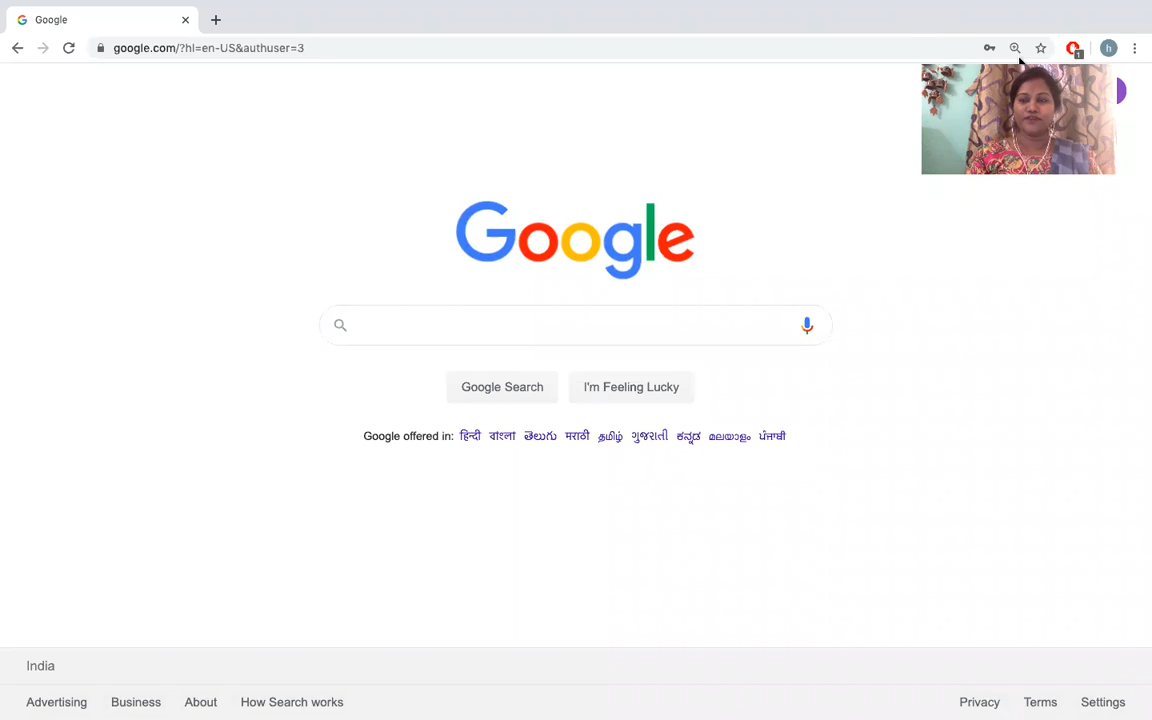 Google
google.com/?hl=en-US&authuser=3
1
h
Google
Google Search
I'm Feeling Lucky
Google offered in: हिन्दी বাংলা తెలుగు मराठी தமிழ் ગુજરાતી ಕನ್ನಡ മലയാളം ਪੰਜਾਬੀ
India
Advertising Business About How Search works Privacy Terms Settings